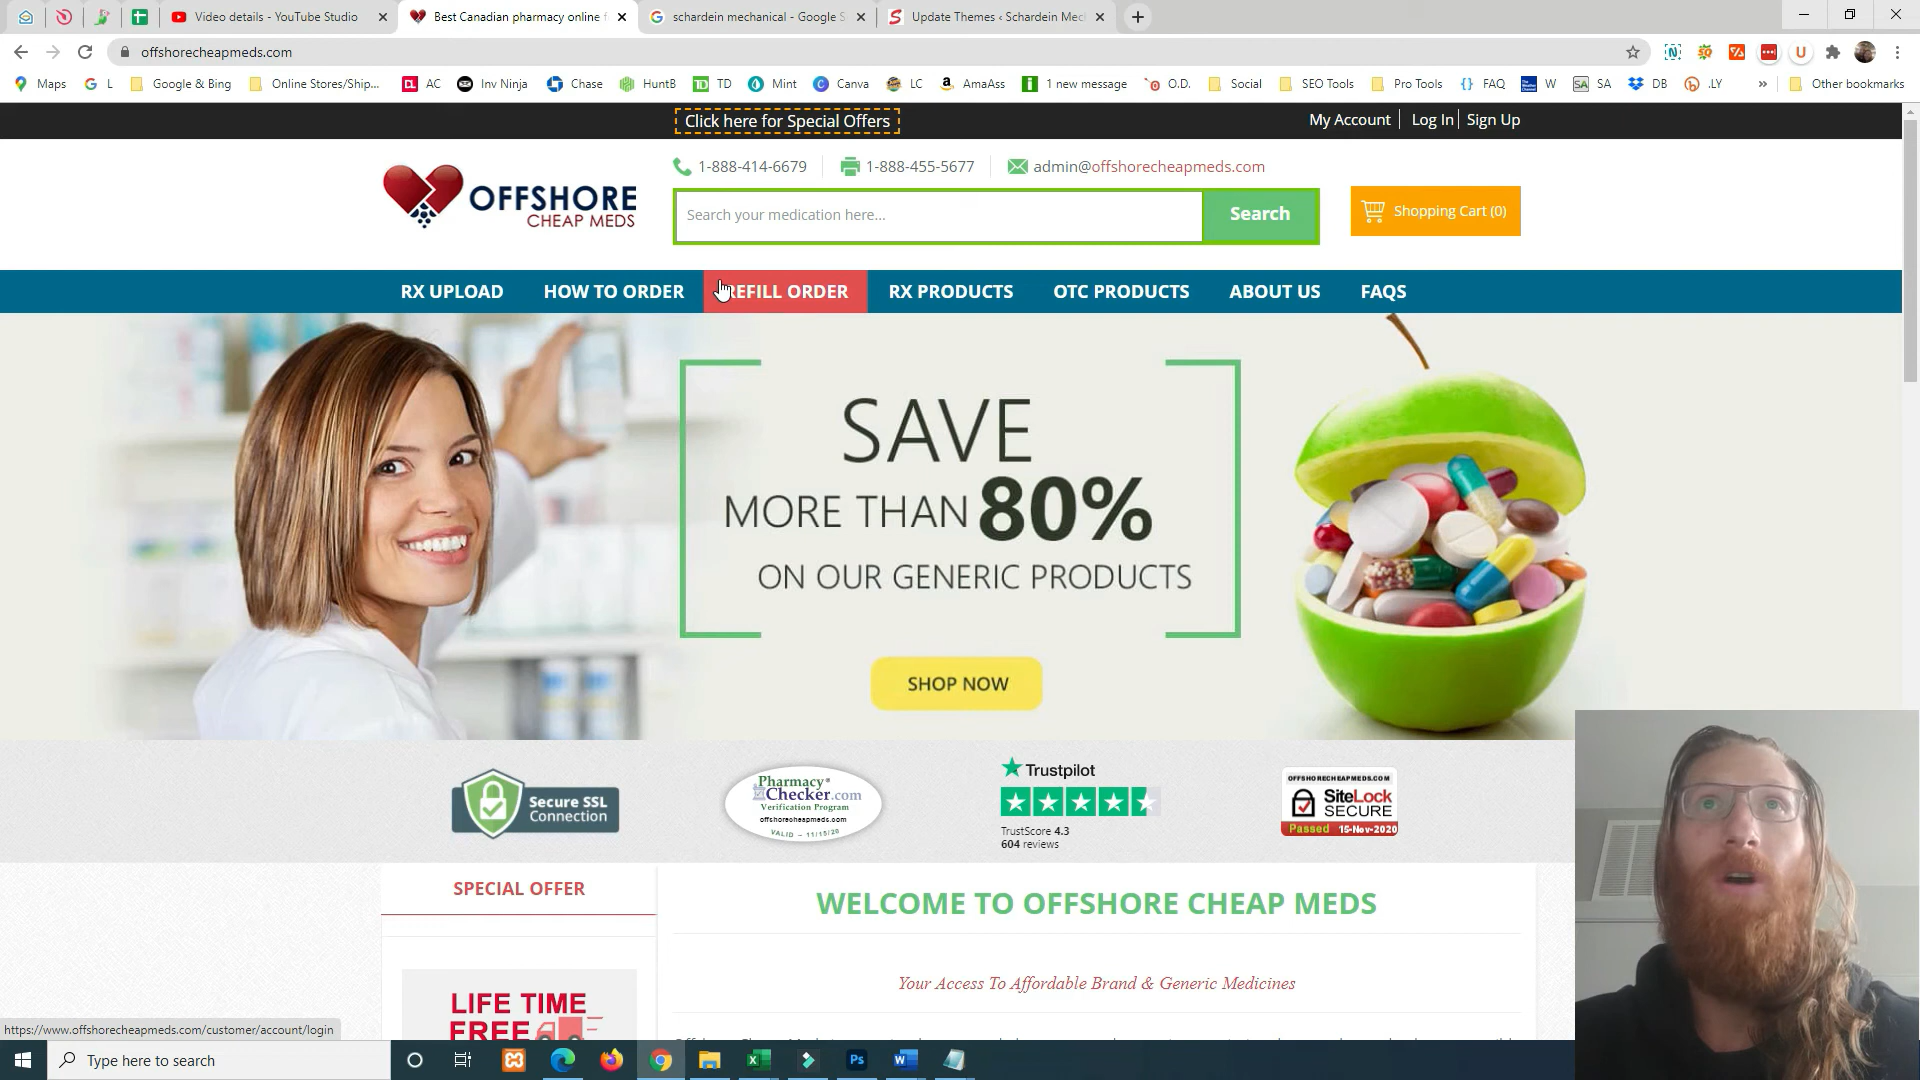 Video details - YouTube Studio
Best Canadian pharmacy online f
schardein mechanical - Google S
Update Themes ‹ Schardein Mec
offshorecheapmeds.com
Maps
L
Google & Bing
Online Stores/Ship...
AC
Inv Ninja
Chase
HuntB
TD
Mint
Canva
LC
AmaAss
1 new message
O.D.
Social
SEO Tools
Pro Tools
FAQ
W
SA
DB
.LY
Other bookmarks
Click here for Special Offers
My Account
Log In
Sign Up
OFFSHORE
CHEAP MEDS
1-888-414-6679
1-888-455-5677
admin@offshorecheapmeds.com
Search your medication here...
Search
Shopping Cart (0)
RX UPLOAD
HOW TO ORDER
REFILL ORDER
RX PRODUCTS
OTC PRODUCTS
ABOUT US
FAQS
SAVE
MORE THAN 80%
ON OUR GENERIC PRODUCTS
SHOP NOW
Secure SSL
Connection
Pharmacy
Checker.com
Verification Program
offshorecheapmeds.com
VALID - 11/15/20
Trustpilot
TrustScore 4.3
604 reviews
OFFSHORECHEAPMEDS.COM
SiteLock
SECURE
Passed 15-Nov-2020
SPECIAL OFFER
LIFE TIME
FREE
WELCOME TO OFFSHORE CHEAP MEDS
Your Access To Affordable Brand & Generic Medicines
https://www.offshorecheapmeds.com/customer/account/login
Type here to search